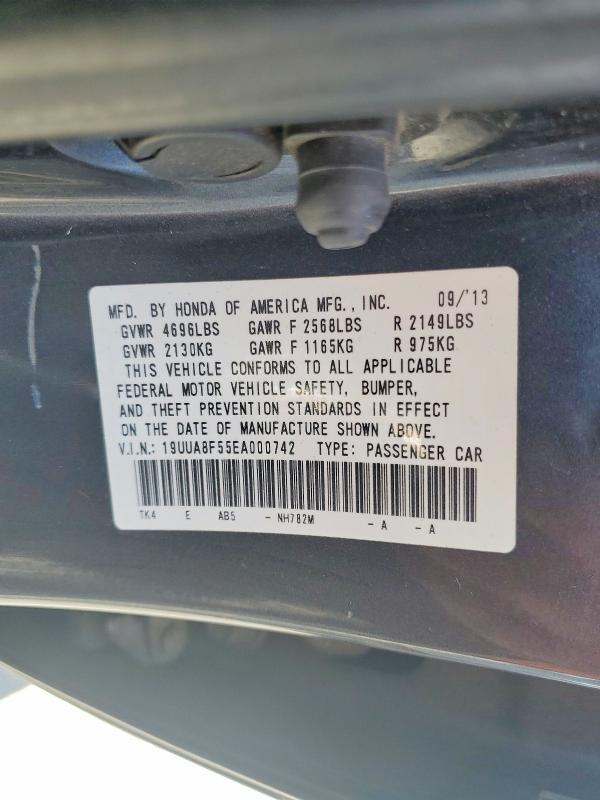 MFD. BY HONDA OF AMERICA MFG., INC. 09/'13
GVWR 4696LBS GAWR F 2568LBS R 2149LBS
GVWR 2130KG GAWR F 1165KG R 975KG
THIS VEHICLE CONFORMS TO ALL APPLICABLE
FEDERAL MOTOR VEHICLE SAFETY, BUMPER,
AND THEFT PREVENTION STANDARDS IN EFFECT
ON THE DATE OF MANUFACTURE SHOWN ABOVE.
V.I.N.: 19UUA8F55EA000742 TYPE: PASSENGER CAR
TK4 E AB5 - NH782M - A - A